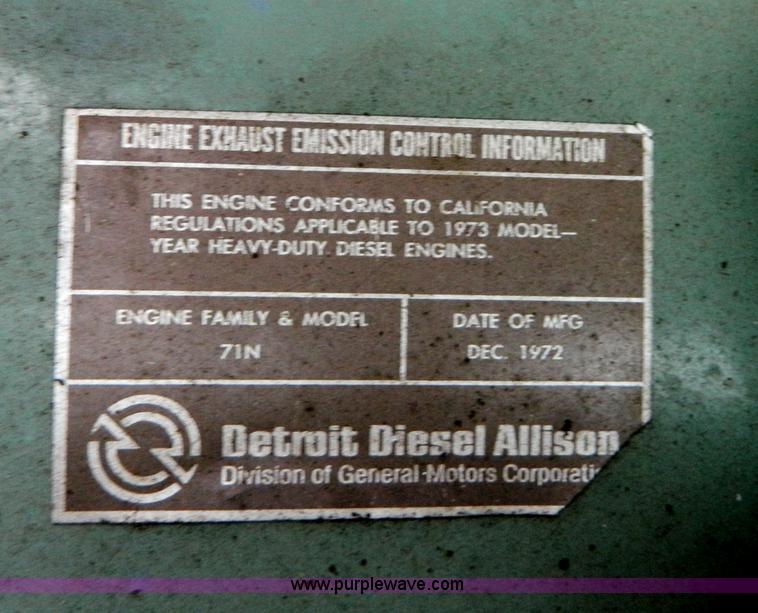 ENGINE EXHAUST EMISSION CONTROL INFORMATION
THIS ENGINE CONFORMS TO CALIFORNIA
REGULATIONS APPLICABLE TO 1973 MODEL—
YEAR HEAVY-DUTY DIESEL ENGINES.
ENGINE FAMILY & MODEL
71N
DATE OF MFG
DEC. 1972
Detroit Diesel Allison
Division of General Motors Corporati
www.purplewave.com